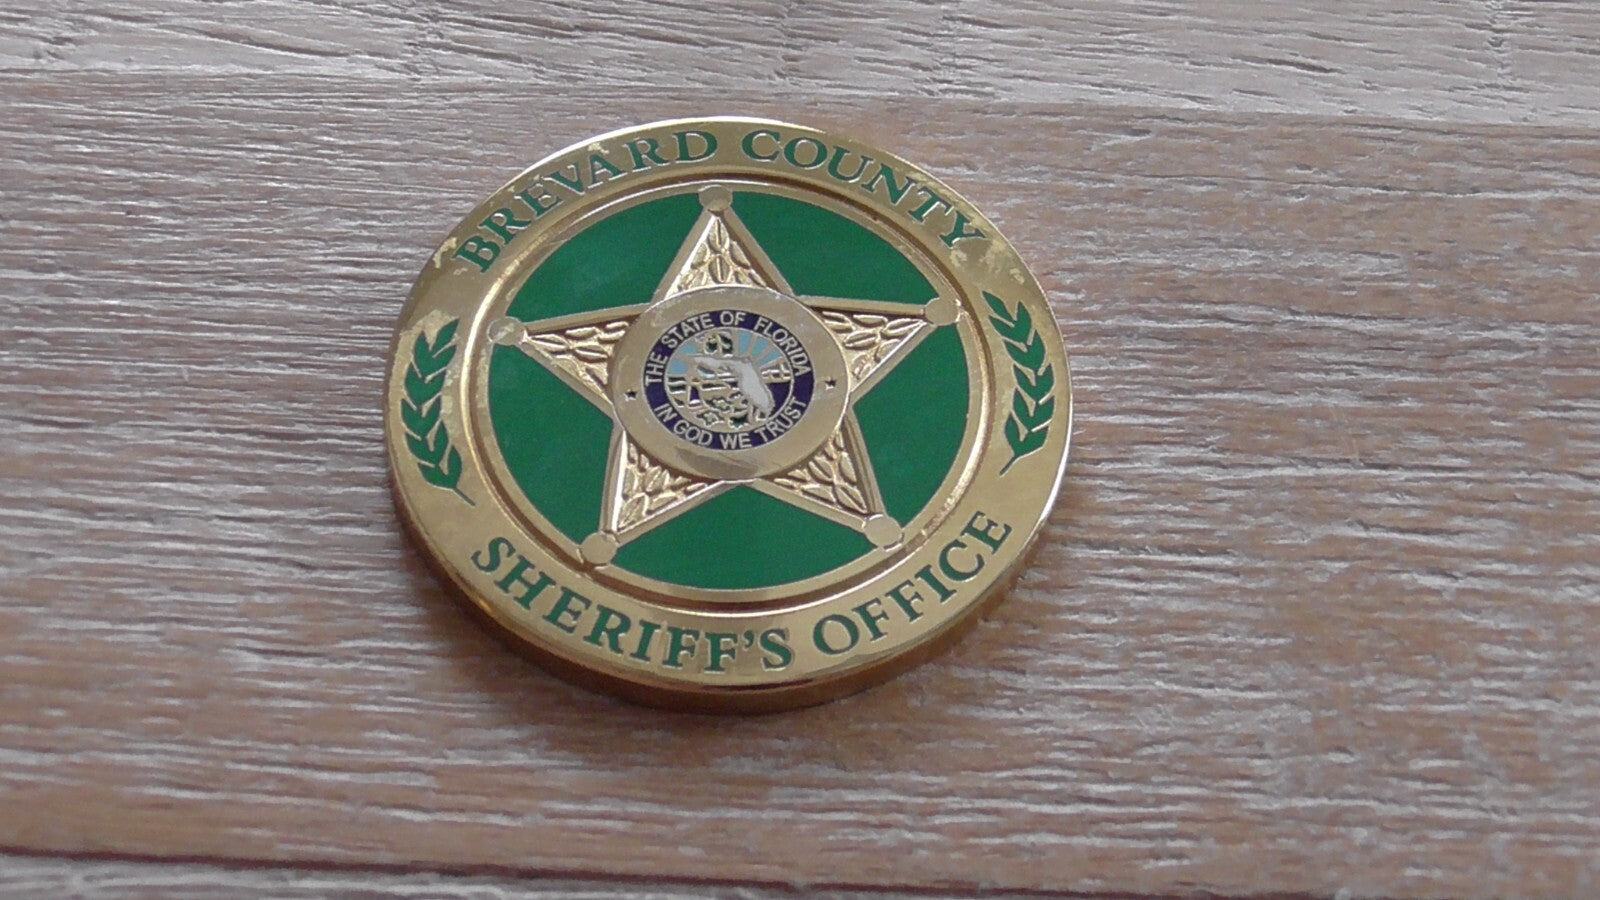 BREVARD COUNTY
THE STATE OF FLORIDA
IN GOD WE TRUST
SHERIFF'S OFFICE